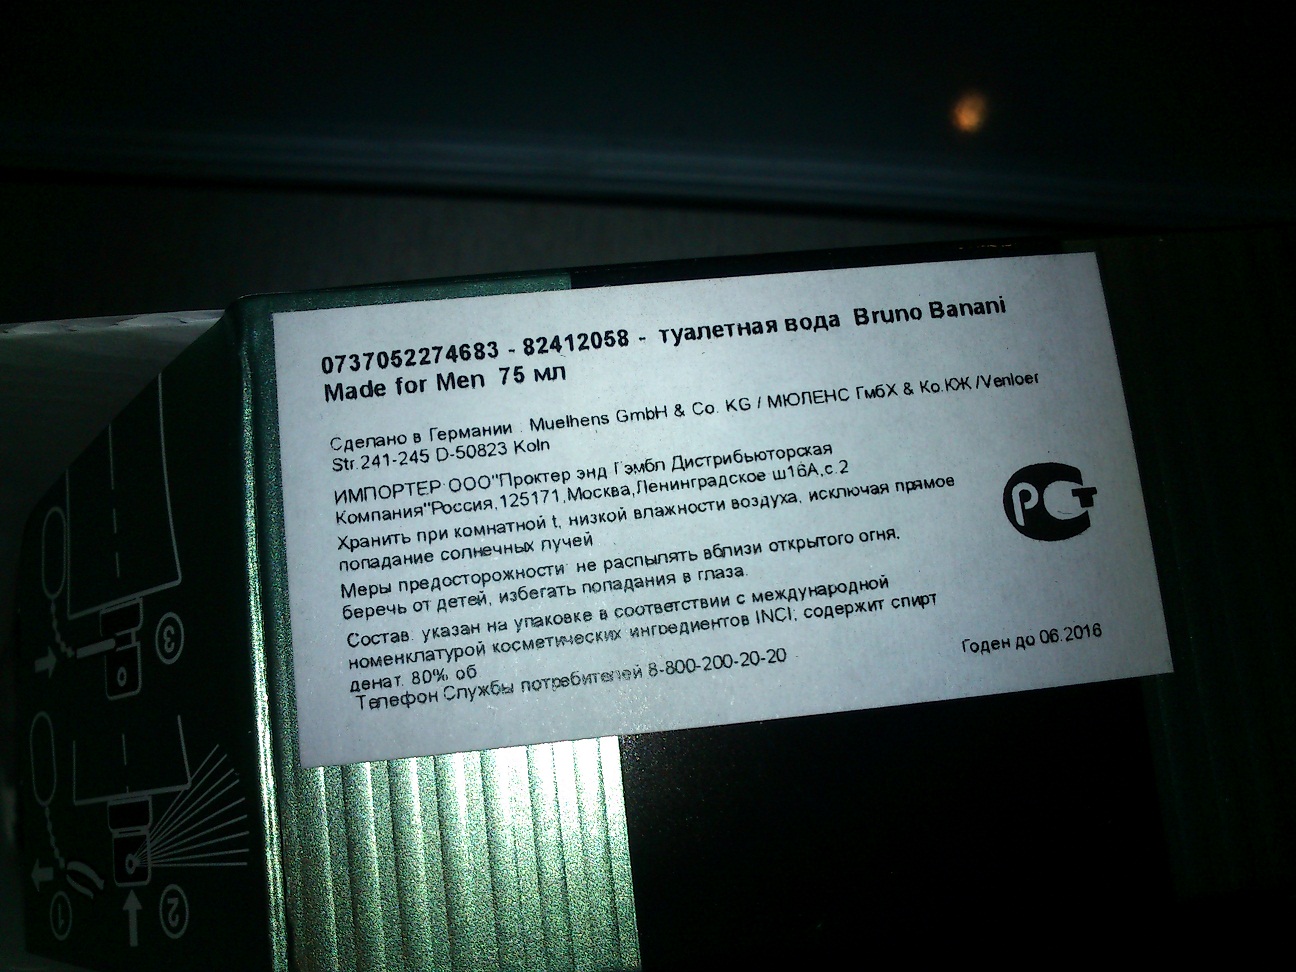 0737052274683 - 82412058 - туалетная вода Bruno Banani
Made for Men 75 мл
Сделано в Германии : Muelhens GmbH & Co. KG / МЮЛЕНС ГмбХ & Ко.КЖ /Venloer
Str.241-245 D-50823 Koln
ИМПОРТЕР:ООО"Проктер энд Гэмбл Дистрибьюторская
Компания"Россия,125171,Москва,Ленинградское ш16А,с.2
Хранить при комнатной t, низкой влажности воздуха, исключая прямое
попадание солнечных лучей
Меры предосторожности: не распылять вблизи открытого огня,
беречь от детей, избегать попадания в глаза.
Состав: указан на упаковке в соответствии с международной
номенклатурой косметических ингредиентов INCI; содержит спирт
денат. 80% об
Телефон Службы потребителей 8-800-200-20-20
Годен до 06.2016
РСТ
3
1
2